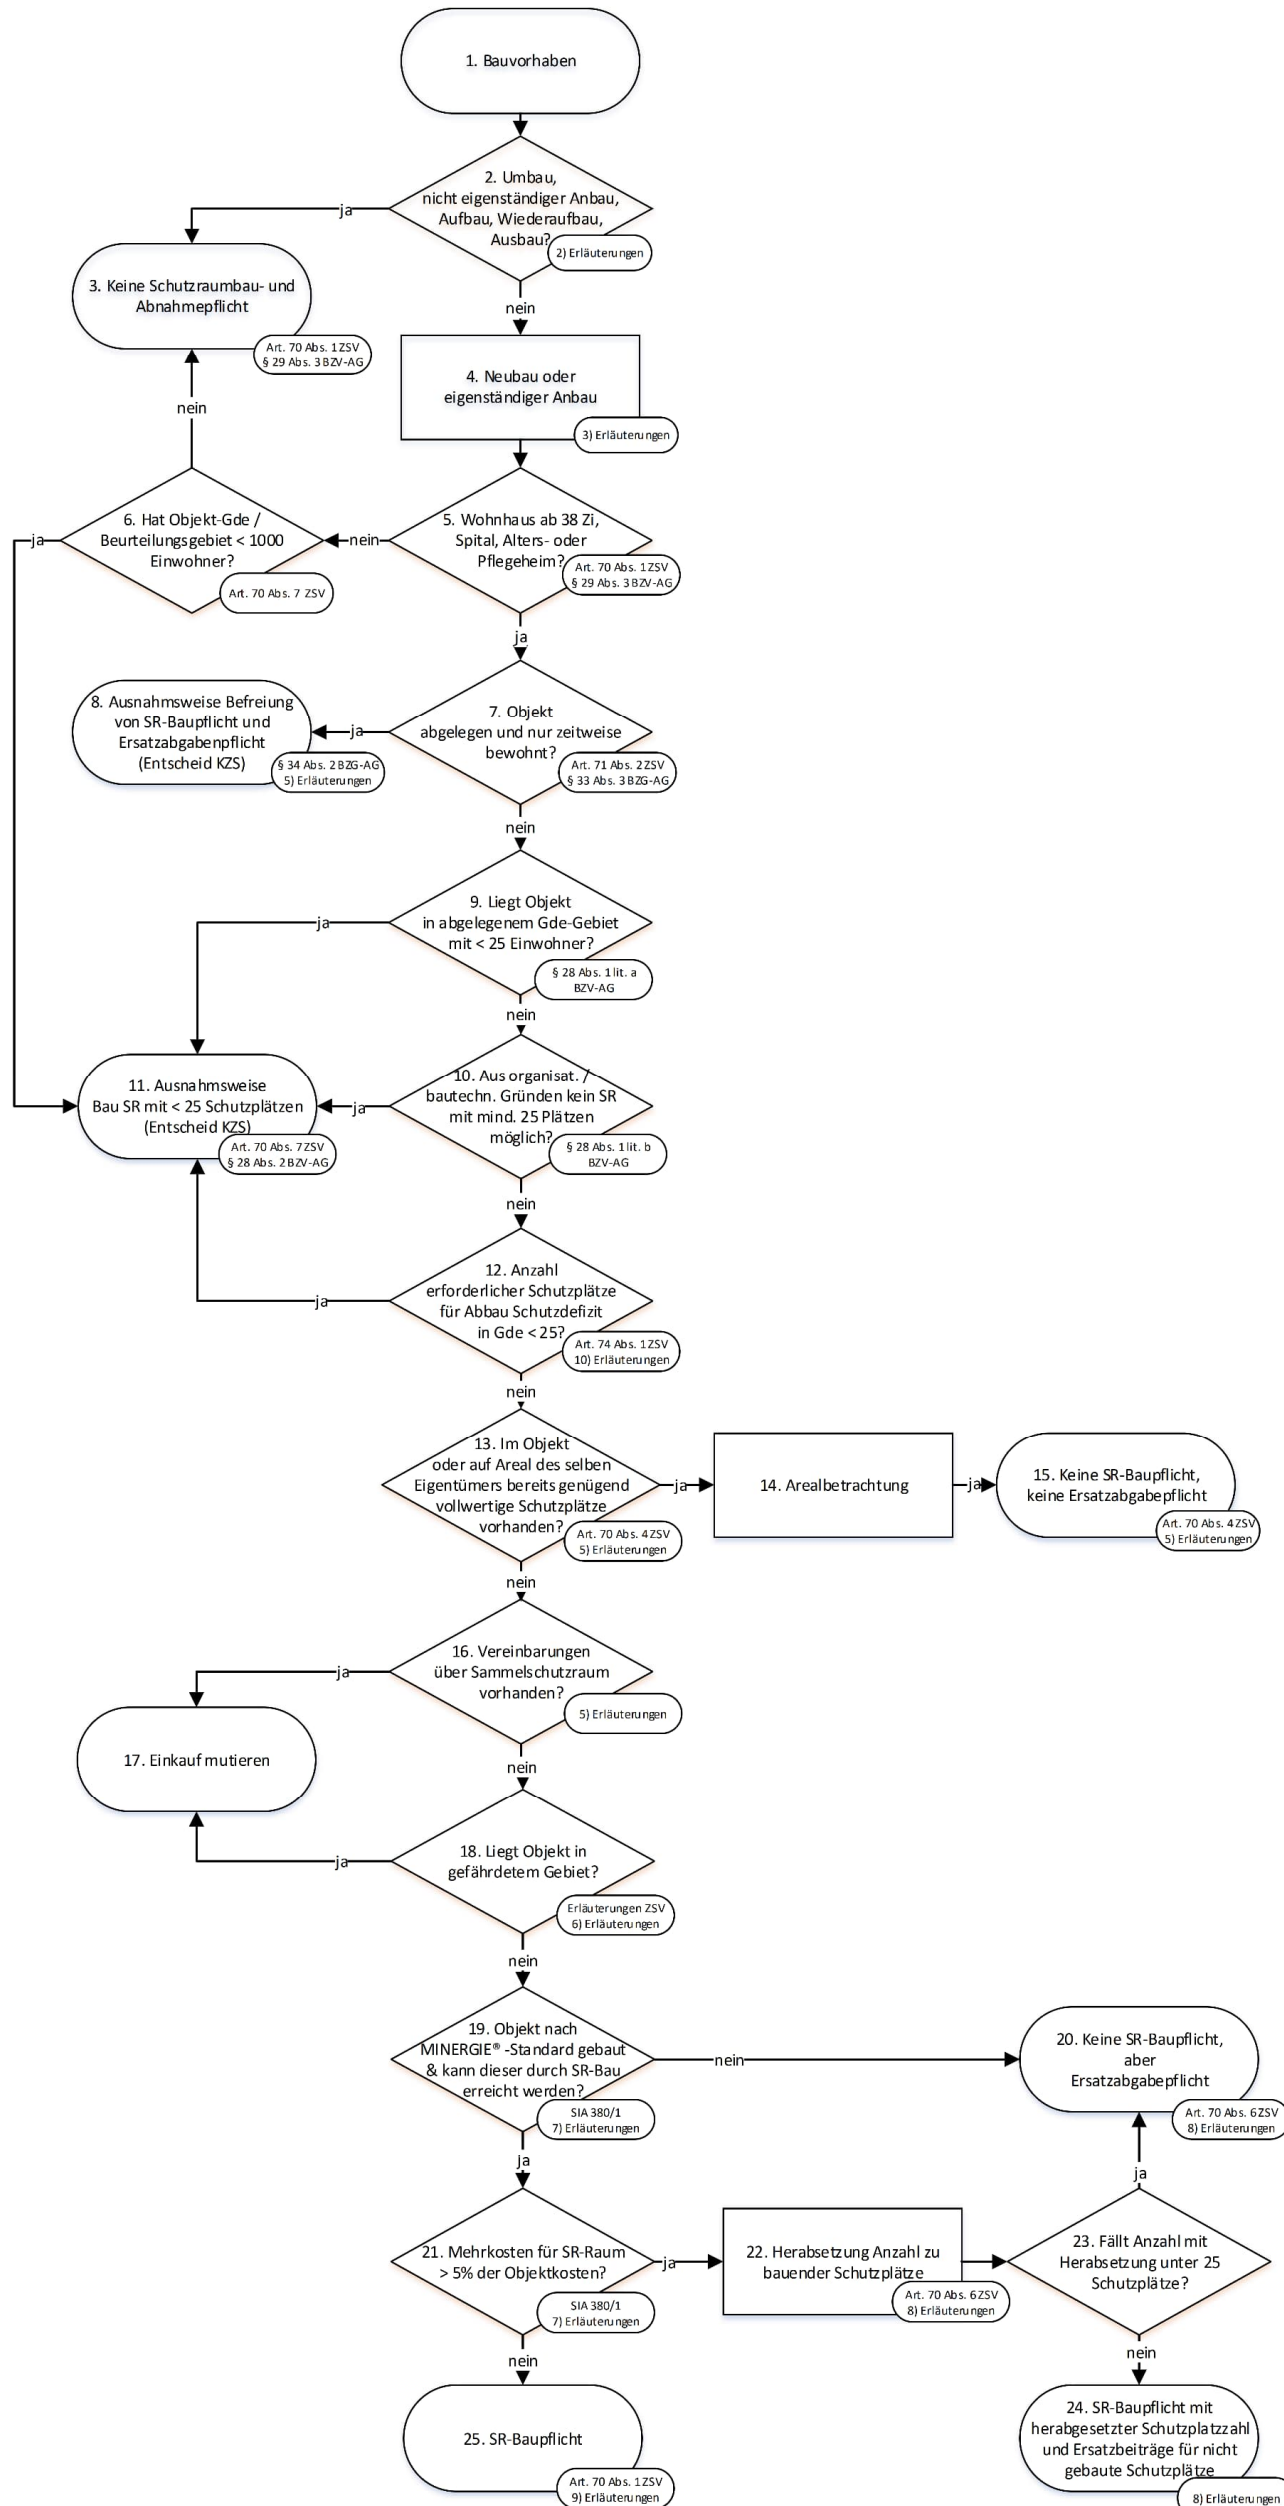 1. Bauvorhaben
2. Umbau,
nicht eigenständiger Anbau,
Aufbau, Wiederaufbau,
Ausbau?
2) Erläuterungen
ja
nein
3. Keine Schutzraumbau- und
Abnahmepflicht
Art. 70 Abs. 1 ZSV
§ 29 Abs. 3 BZV-AG
4. Neubau oder
eigenständiger Anbau
3) Erläuterungen
nein
5. Wohnhaus ab 38 Zi,
Spital, Alters- oder
Pflegeheim?
Art. 70 Abs. 1 ZSV
§ 29 Abs. 3 BZV-AG
nein
ja
6. Hat Objekt-Gde /
Beurteilungsgebiet < 1000
Einwohner?
Art. 70 Abs. 7 ZSV
ja
7. Objekt
abgelegen und nur zeitweise
bewohnt?
Art. 71 Abs. 2 ZSV
§ 33 Abs. 3 BZG-AG
ja
nein
8. Ausnahmsweise Befreiung
von SR-Baupflicht und
Ersatzabgabenpflicht
(Entscheid KZS)
§ 34 Abs. 2 BZG-AG
5) Erläuterungen
9. Liegt Objekt
in abgelegenem Gde-Gebiet
mit < 25 Einwohner?
§ 28 Abs. 1 lit. a
BZV-AG
ja
nein
10. Aus organisat. /
bautechn. Gründen kein SR
mit mind. 25 Plätzen
möglich?
§ 28 Abs. 1 lit. b
BZV-AG
ja
nein
11. Ausnahmsweise
Bau SR mit < 25 Schutzplätzen
(Entscheid KZS)
Art. 70 Abs. 7 ZSV
§ 28 Abs. 2 BZV-AG
12. Anzahl
erforderlicher Schutzplätze
für Abbau Schutzdefizit
in Gde < 25?
Art. 74 Abs. 1 ZSV
10) Erläuterungen
ja
nein
13. Im Objekt
oder auf Areal des selben
Eigentümers bereits genügend
vollwertige Schutzplätze
vorhanden?
Art. 70 Abs. 4 ZSV
5) Erläuterungen
ja
14. Arealbetrachtung
ja
15. Keine SR-Baupflicht,
keine Ersatzabgabepflicht
Art. 70 Abs. 4 ZSV
5) Erläuterungen
nein
16. Vereinbarungen
über Sammelschutzraum
vorhanden?
5) Erläuterungen
ja
nein
17. Einkauf mutieren
18. Liegt Objekt in
gefährdetem Gebiet?
Erläuterungen ZSV
6) Erläuterungen
ja
nein
19. Objekt nach
MINERGIE® -Standard gebaut
& kann dieser durch SR-Bau
erreicht werden?
SIA 380/1
7) Erläuterungen
nein
ja
20. Keine SR-Baupflicht,
aber
Ersatzabgabepflicht
Art. 70 Abs. 6 ZSV
8) Erläuterungen
ja
21. Mehrkosten für SR-Raum
> 5% der Objektkosten?
SIA 380/1
7) Erläuterungen
ja
nein
22. Herabsetzung Anzahl zu
bauender Schutzplätze
Art. 70 Abs. 6 ZSV
8) Erläuterungen
23. Fällt Anzahl mit
Herabsetzung unter 25
Schutzplätze?
nein
24. SR-Baupflicht mit
herabgesetzter Schutzplatzzahl
und Ersatzbeiträge für nicht
gebaute Schutzplätze
8) Erläuterungen
25. SR-Baupflicht
Art. 70 Abs. 1 ZSV
9) Erläuterungen